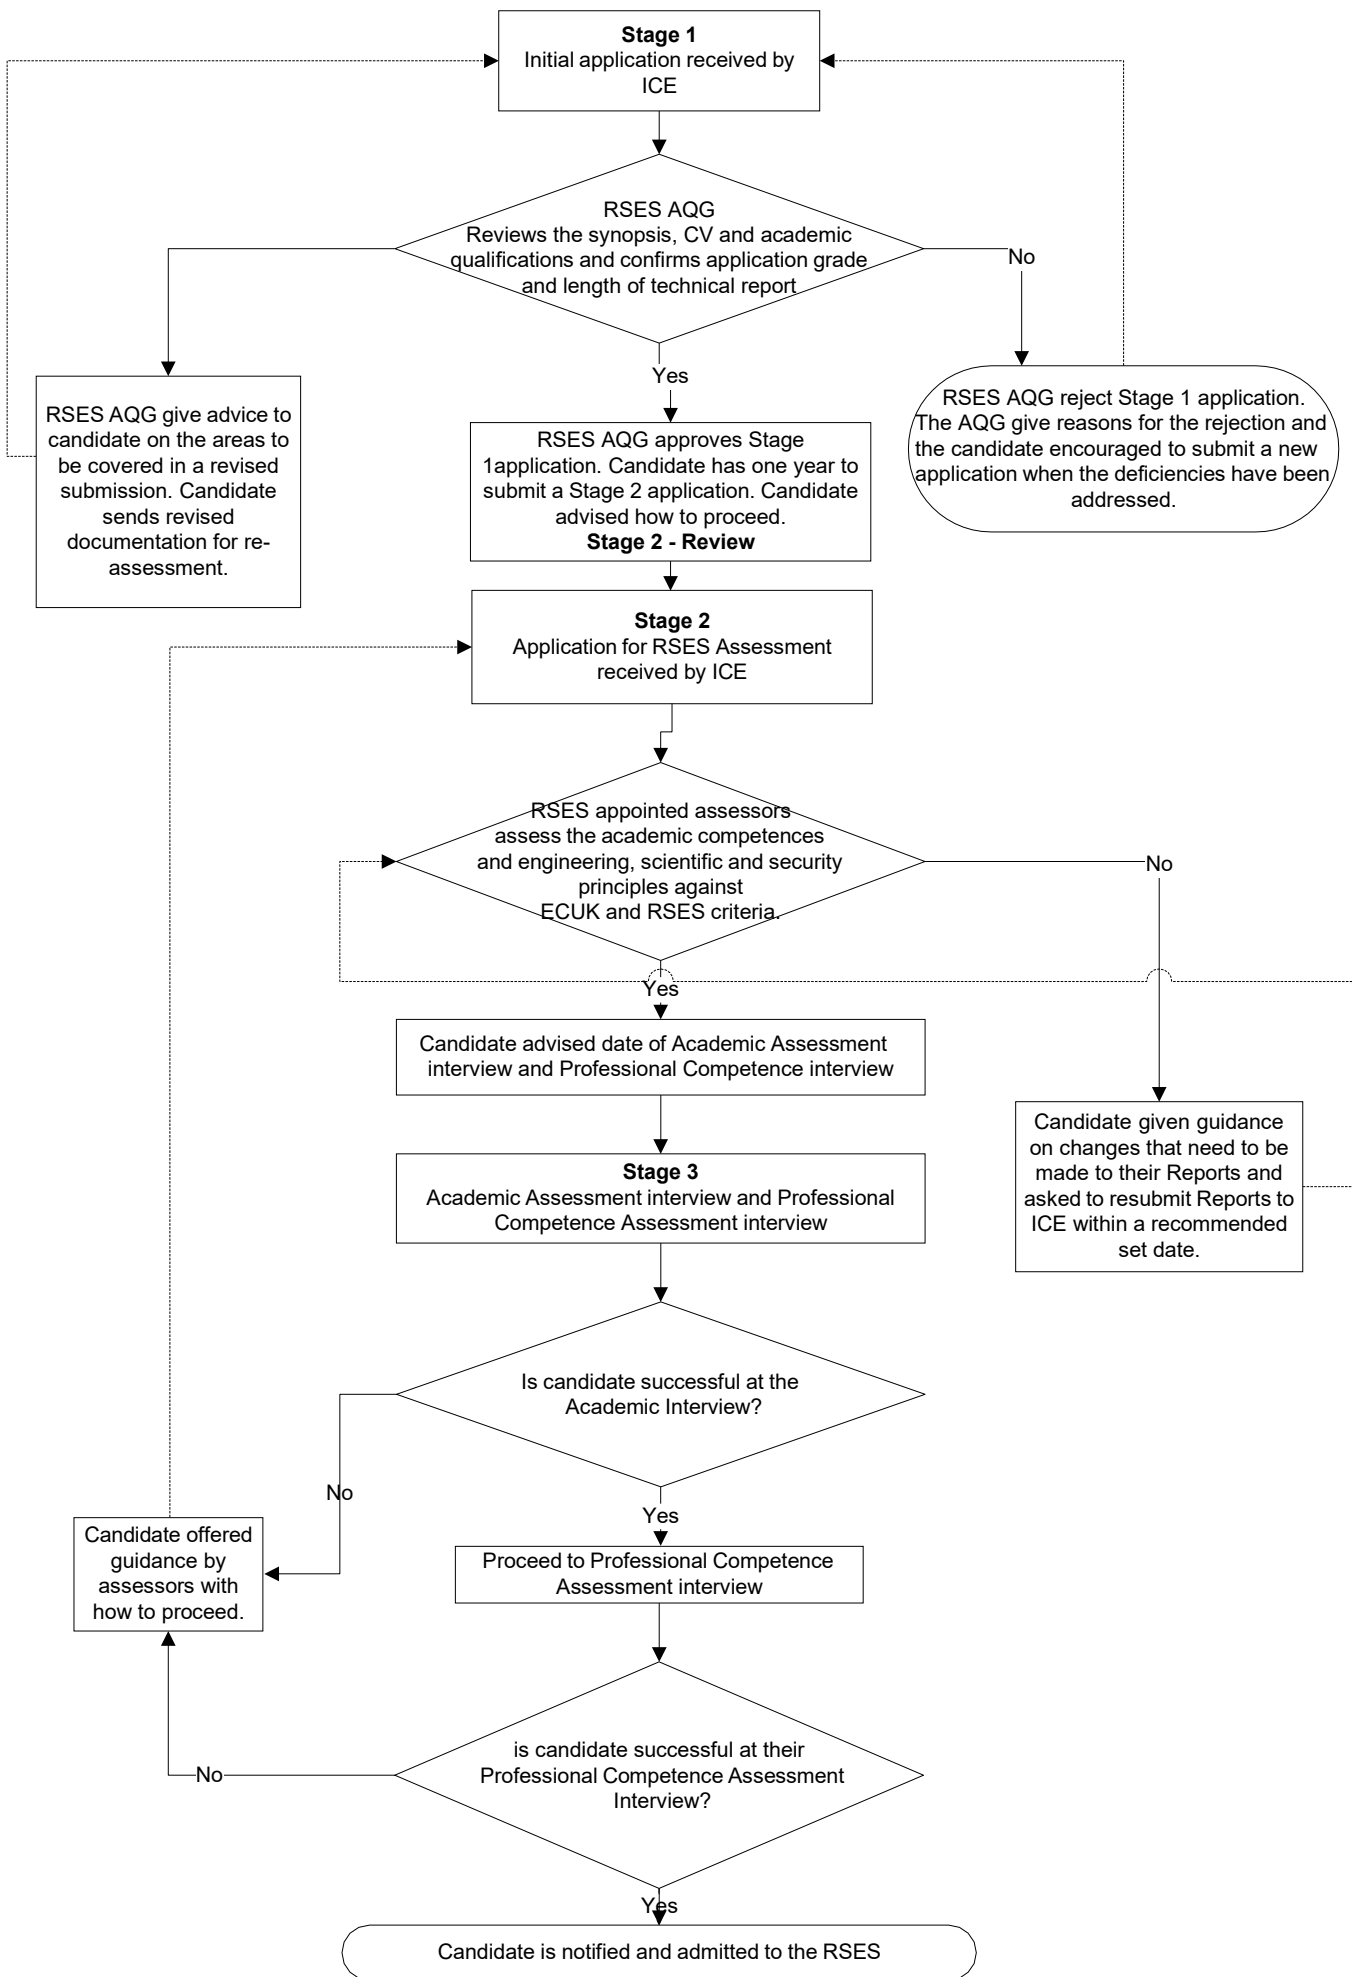 Stage 1
Initial application received by
ICE
RSES AQG
Reviews the synopsis, CV and academic
qualifications and confirms application grade
and length of technical report
No
Yes
RSES AQG give advice to
candidate on the areas to
be covered in a revised
submission. Candidate
sends revised
documentation for re-
assessment.
RSES AQG approves Stage
1application. Candidate has one year to
submit a Stage 2 application. Candidate
advised how to proceed.
Stage 2 - Review
RSES AQG reject Stage 1 application.
The AQG give reasons for the rejection and
the candidate encouraged to submit a new
application when the deficiencies have been
addressed.
Stage 2
Application for RSES Assessment
received by ICE
RSES appointed assessors
assess the academic competences
and engineering, scientific and security
principles against
ECUK and RSES criteria.
No
Yes
Candidate advised date of Academic Assessment
interview and Professional Competence interview
Candidate given guidance
on changes that need to be
made to their Reports and
asked to resubmit Reports to
ICE within a recommended
set date.
Stage 3
Academic Assessment interview and Professional
Competence Assessment interview
Is candidate successful at the
Academic Interview?
No
Yes
Candidate offered
guidance by
assessors with
how to proceed.
Proceed to Professional Competence
Assessment interview
is candidate successful at their
Professional Competence Assessment
Interview?
No
Yes
Candidate is notified and admitted to the RSES